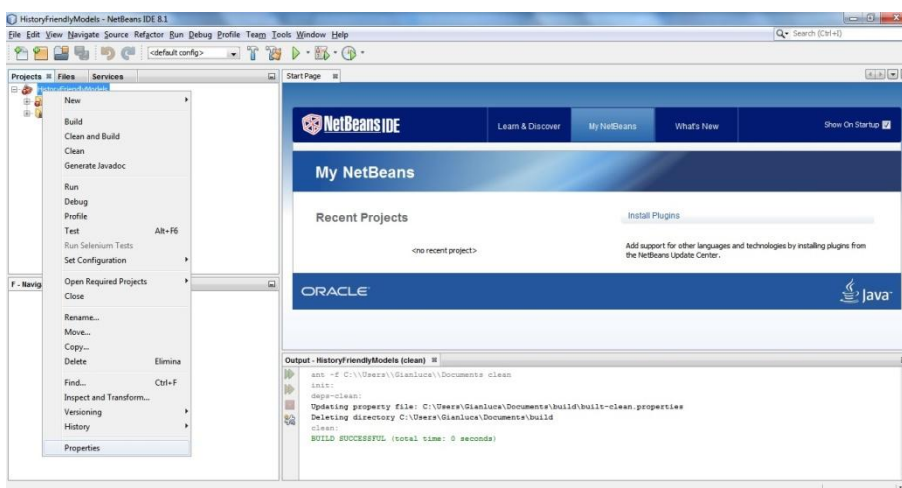 HistoryFriendlyModels - NetBeans IDE 8.1
File Edit View Navigate Source Refactor Run Debug Profile Team Tools Window Help
Search (Ctrl+I)
<default config>
Projects Files Services
Start Page
HistoryFriendlyModels
New
Build
Clean and Build
Clean
Generate Javadoc
Run
Debug
Profile
Test Alt+F6
Run Selenium Tests
Set Configuration
Open Required Projects
Close
Rename...
Move...
Copy...
Delete Elimina
Find... Ctrl+F
Inspect and Transform...
Versioning
History
Properties
F - Navig
NetBeans IDE
Learn & Discover
My NetBeans
What's New
Show On Startup
My NetBeans
Recent Projects
<no recent project>
Install Plugins
Add support for other languages and technologies by installing plugins from
the NetBeans Update Center.
ORACLE
Java
Output - HistoryFriendlyModels (clean)
ant -f C:\\Users\\Gianluca\\Documents clean
init:
deps-clean:
Updating property file: C:\Users\Gianluca\Documents\build\built-clean.properties
Deleting directory C:\Users\Gianluca\Documents\build
clean:
BUILD SUCCESSFUL (total time: 0 seconds)